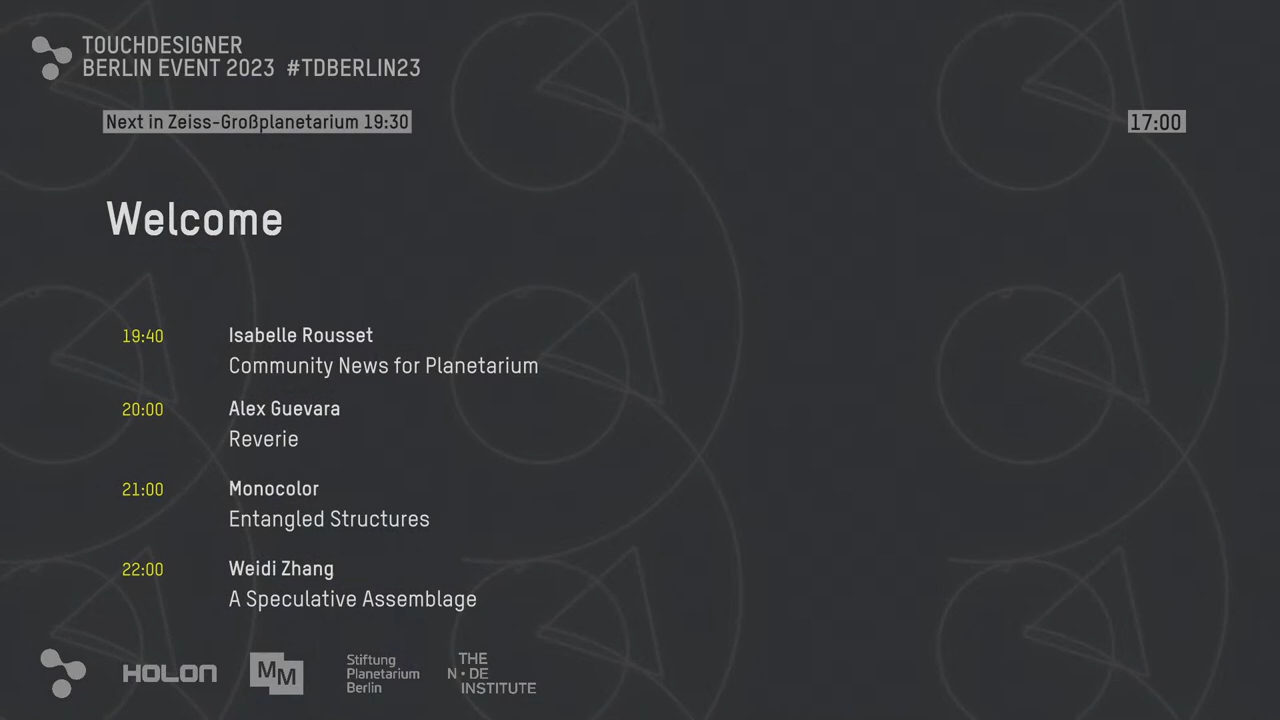 TOUCHDESIGNER
BERLIN EVENT 2023 #TDBERLIN23
Next in Zeiss-Großplanetarium 19:30
17:00
Welcome
19:40 Isabelle Rousset
Community News for Planetarium
20:00 Alex Guevara
Reverie
21:00 Monocolor
Entangled Structures
22:00 Weidi Zhang
A Speculative Assemblage
HOLON
MM
Stiftung
Planetarium
Berlin
THE
N•DE
INSTITUTE